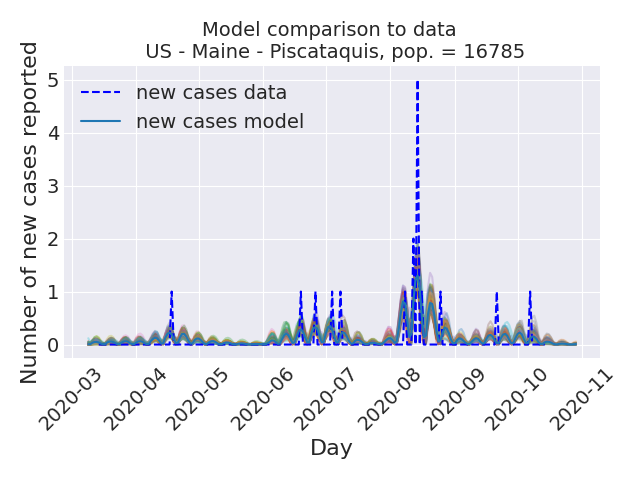 Model comparison to data
US - Maine - Piscataquis, pop. = 16785
Number of new cases reported
5
4
3
2
1
0
new cases data
new cases model
2020-03
2020-04
2020-05
2020-06
2020-07
2020-08
2020-09
2020-10
2020-11
Day